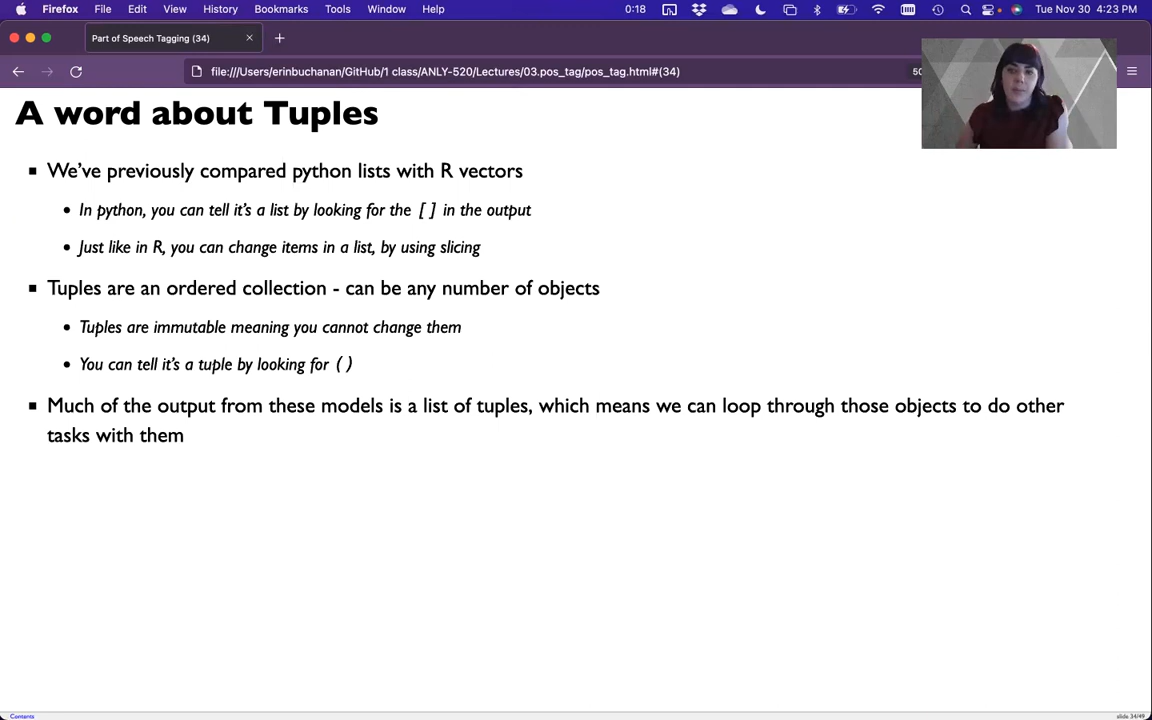 Firefox File Edit View History Bookmarks Tools Window Help 0:18 Tue Nov 30 4:23 PM
Part of Speech Tagging (34)
file:///Users/erinbuchanan/GitHub/1 class/ANLY-520/Lectures/03.pos_tag/pos_tag.html#(34) 50
A word about Tuples
We've previously compared python lists with R vectors
In python, you can tell it's a list by looking for the [] in the output
Just like in R, you can change items in a list, by using slicing
Tuples are an ordered collection - can be any number of objects
Tuples are immutable meaning you cannot change them
You can tell it's a tuple by looking for ()
Much of the output from these models is a list of tuples, which means we can loop through those objects to do other
tasks with them
Contents slide 34/49